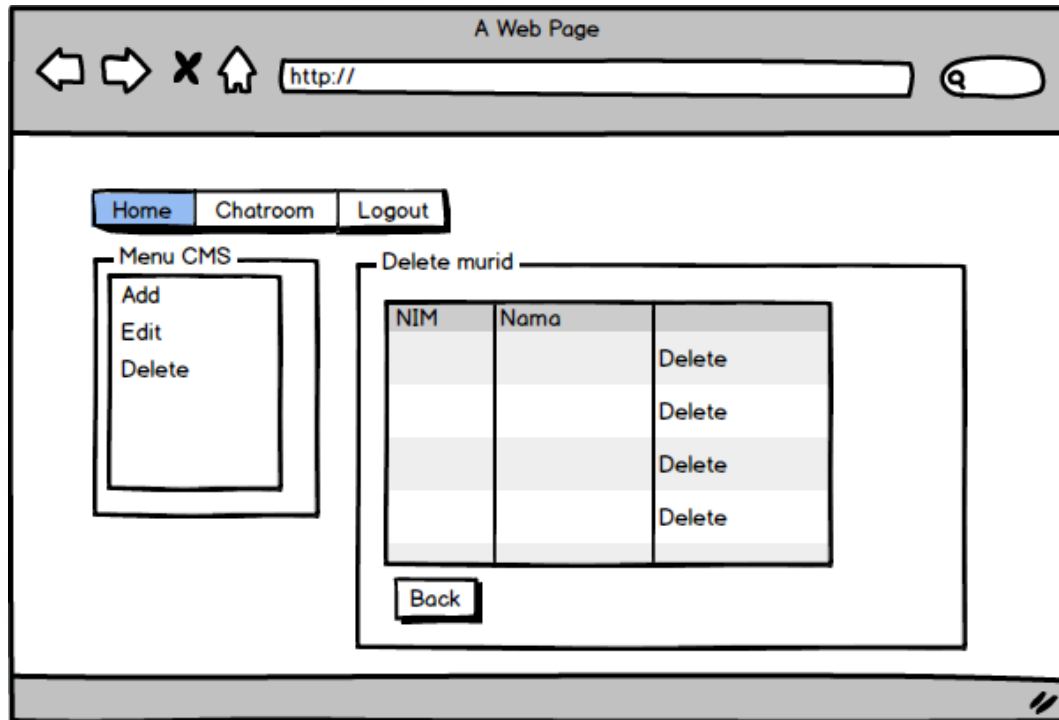 A Web Page
http://
Home Chatroom Logout
Menu CMS
Add
Edit
Delete
Delete murid
NIM Nama
Delete
Delete
Delete
Delete
Back